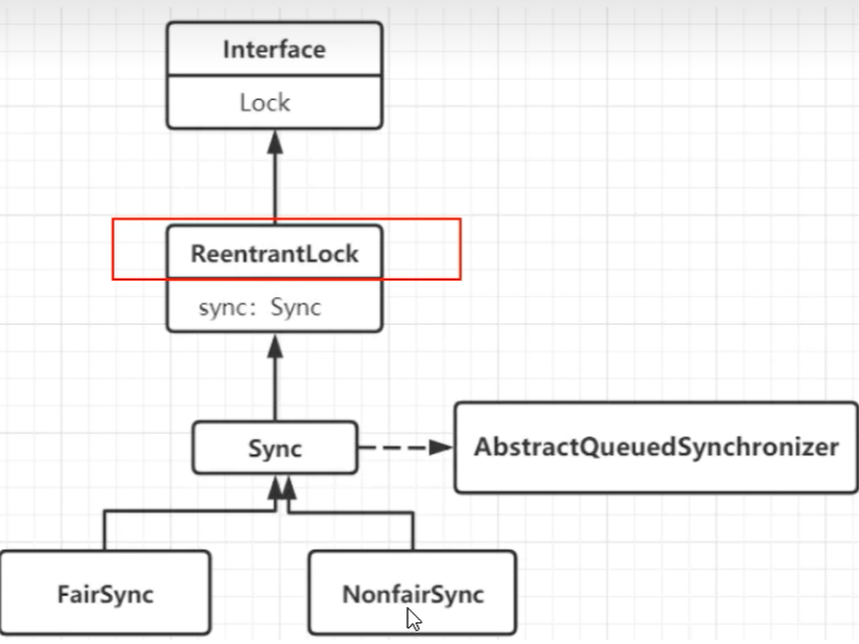 Interface
Lock
ReentrantLock
sync: Sync
Sync
AbstractQueuedSynchronizer
FairSync
NonfairSync